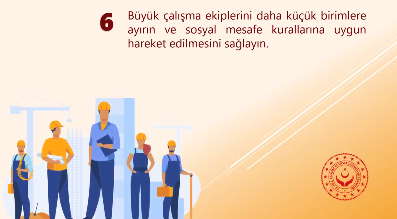 6
Büyük çalışma ekiplerini daha küçük birimlere
ayırın ve sosyal mesafe kurallarına uygun
hareket edilmesini sağlayın.